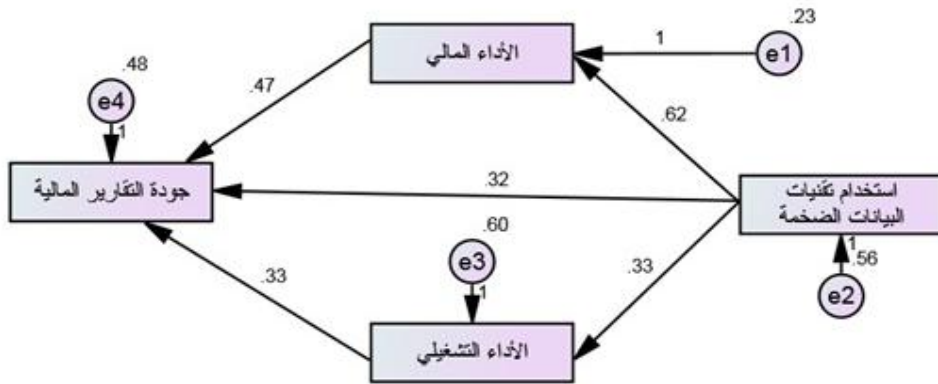 .23
الأداء المالي
1
e1
.48
e4
1
.47
.62
جودة التقارير المالية
.32
استخدام تقنيات
البيانات الضخمة
.60
e3
1
.33
.33
1
.56
e2
الأداء التشغيلي